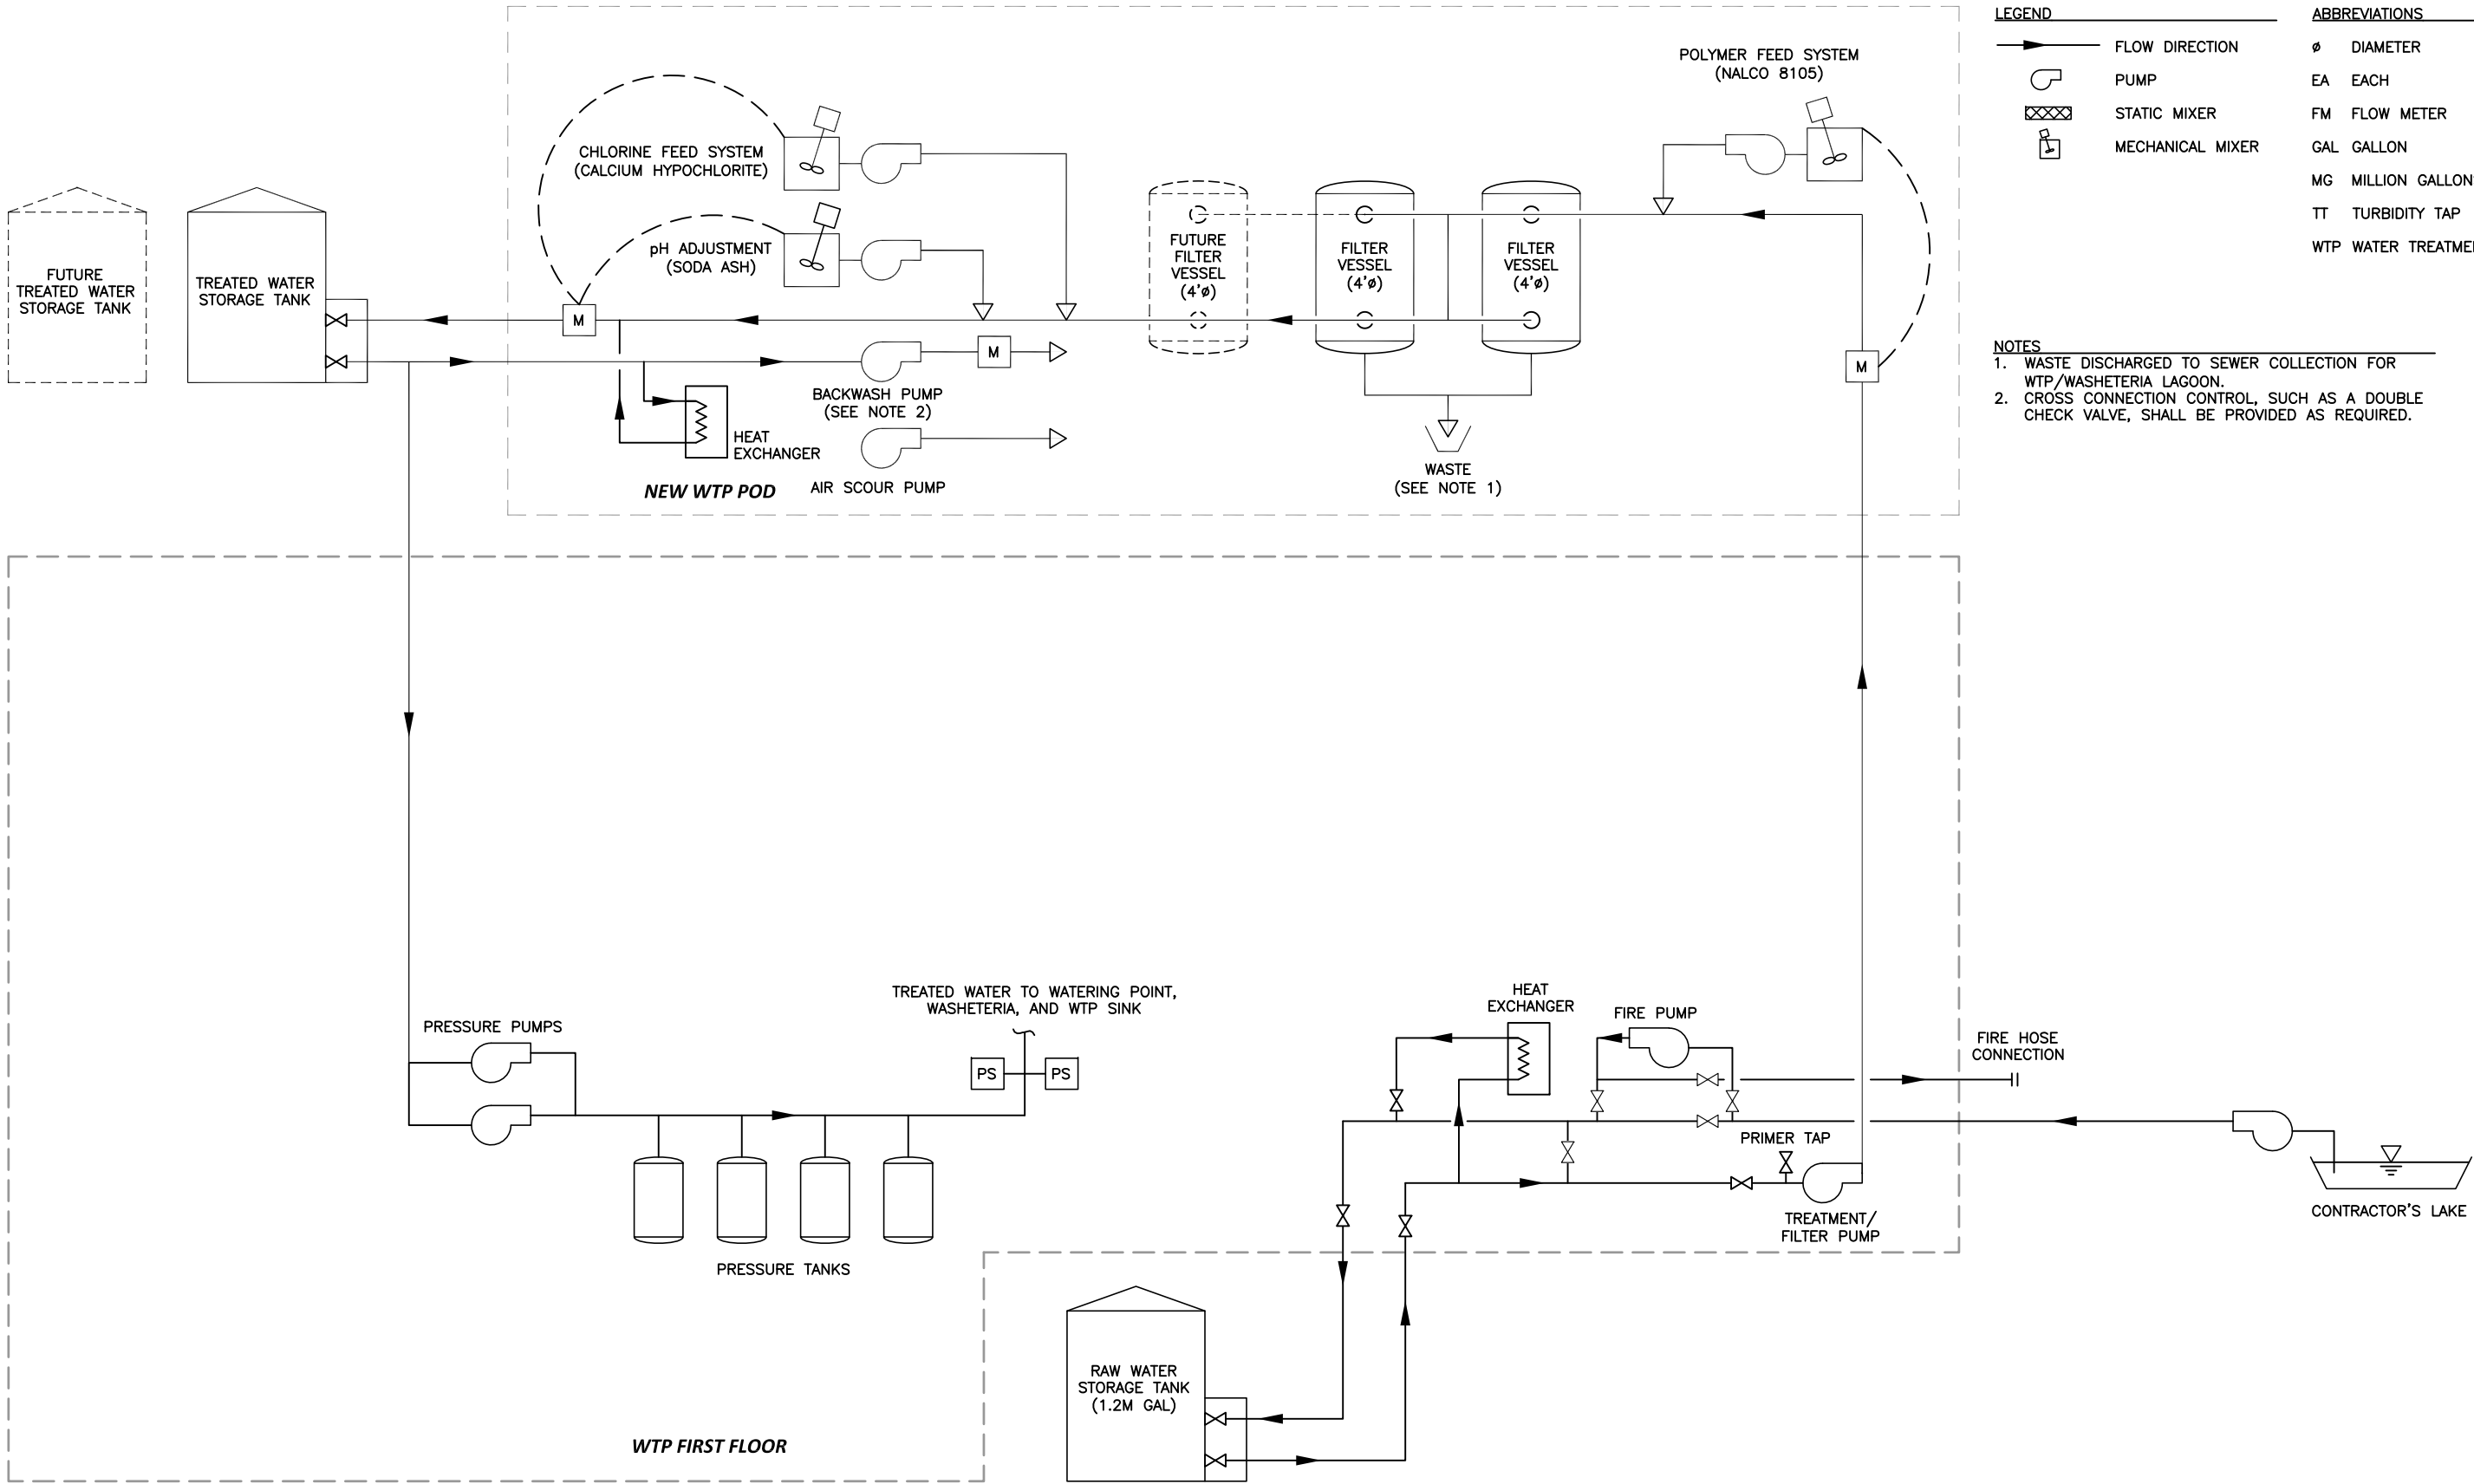 LEGEND
FLOW DIRECTION
PUMP
STATIC MIXER
MECHANICAL MIXER
ABBREVIATIONS
ø DIAMETER
EA EACH
FM FLOW METER
GAL GALLON
MG MILLION GALLON
TT TURBIDITY TAP
WTP WATER
NOTES
1. WASTE DISCHARGED TO SEWER COLLECTION FOR
WTP/WASHETERIA LAGOON.
2. CROSS CONNECTION CONTROL, SUCH AS A DOUBLE
CHECK VALVE, SHALL BE PROVIDED AS REQUIRED.
POLYMER FEED SYSTEM
(NALCO 8105)
CHLORINE FEED SYSTEM
(CALCIUM HYPOCHLORITE)
pH ADJUSTMENT
(SODA ASH)
FUTURE
TREATED WATER
STORAGE TANK
TREATED WATER
STORAGE TANK
FUTURE
FILTER
VESSEL
(4'ø)
FILTER
VESSEL
(4'ø)
FILTER
VESSEL
(4'ø)
M
M
M
BACKWASH PUMP
(SEE NOTE 2)
HEAT
EXCHANGER
AIR SCOUR PUMP
NEW WTP POD
WASTE
(SEE NOTE 1)
TREATED WATER TO WATERING POINT,
WASHETERIA, AND WTP SINK
PRESSURE PUMPS
PS
PS
PRESSURE TANKS
HEAT
EXCHANGER
FIRE PUMP
FIRE HOSE
CONNECTION
PRIMER TAP
TREATMENT/
FILTER PUMP
CONTRACTOR'S LAKE
RAW WATER
STORAGE TANK
(1.2M GAL)
WTP FIRST FLOOR